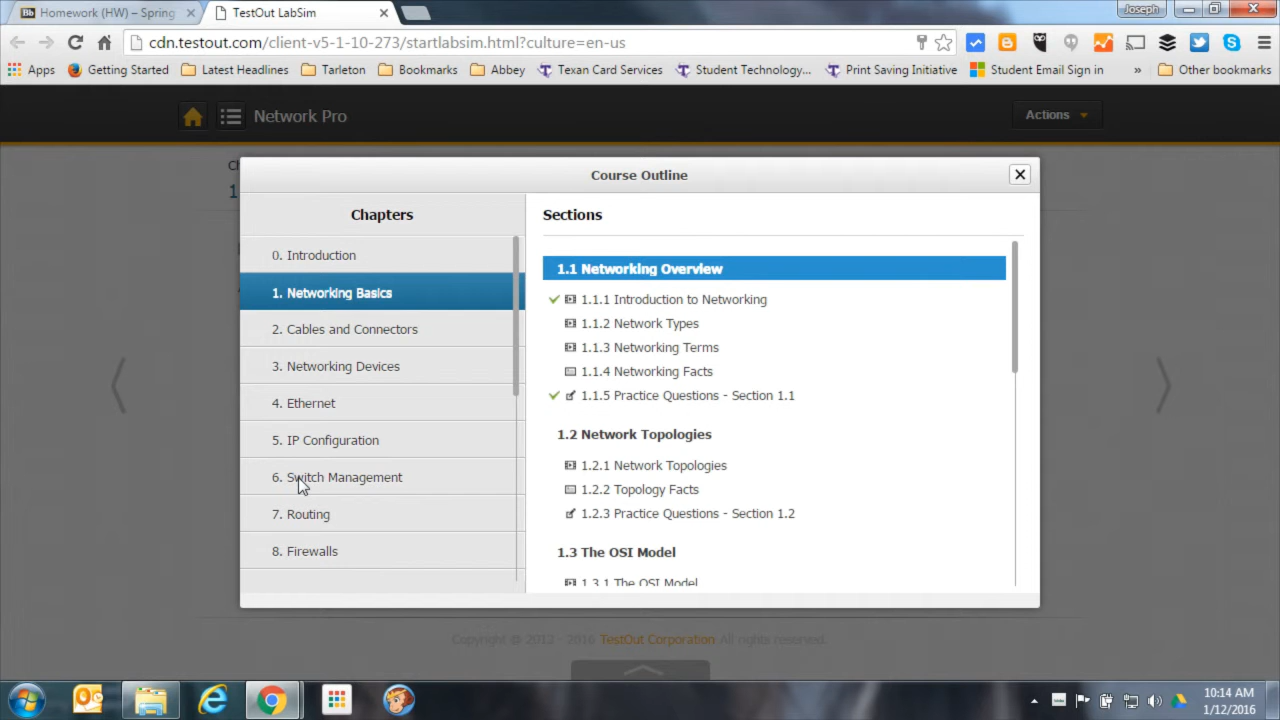 Bb Homework (HW) – Spring
TestOut LabSim
Joseph
cdn.testout.com/client-v5-1-10-273/startlabsim.html?culture=en-us
Apps Getting Started Latest Headlines Tarleton Bookmarks Abbey Texan Card Services Student Technology... Print Saving Initiative Student Email Sign in » Other bookmarks
Network Pro
Actions
Ch
1
Course Outline
Chapters
0. Introduction
1. Networking Basics
2. Cables and Connectors
3. Networking Devices
4. Ethernet
5. IP Configuration
6. Switch Management
7. Routing
8. Firewalls
Sections
1.1 Networking Overview
1.1.1 Introduction to Networking
1.1.2 Network Types
1.1.3 Networking Terms
1.1.4 Networking Facts
1.1.5 Practice Questions - Section 1.1
1.2 Network Topologies
1.2.1 Network Topologies
1.2.2 Topology Facts
1.2.3 Practice Questions - Section 1.2
1.3 The OSI Model
1.3.1 The OSI Model
Copyright @ 2012 - 2016 TestOut Corporation All rights reserved.
10:14 AM
1/12/2016